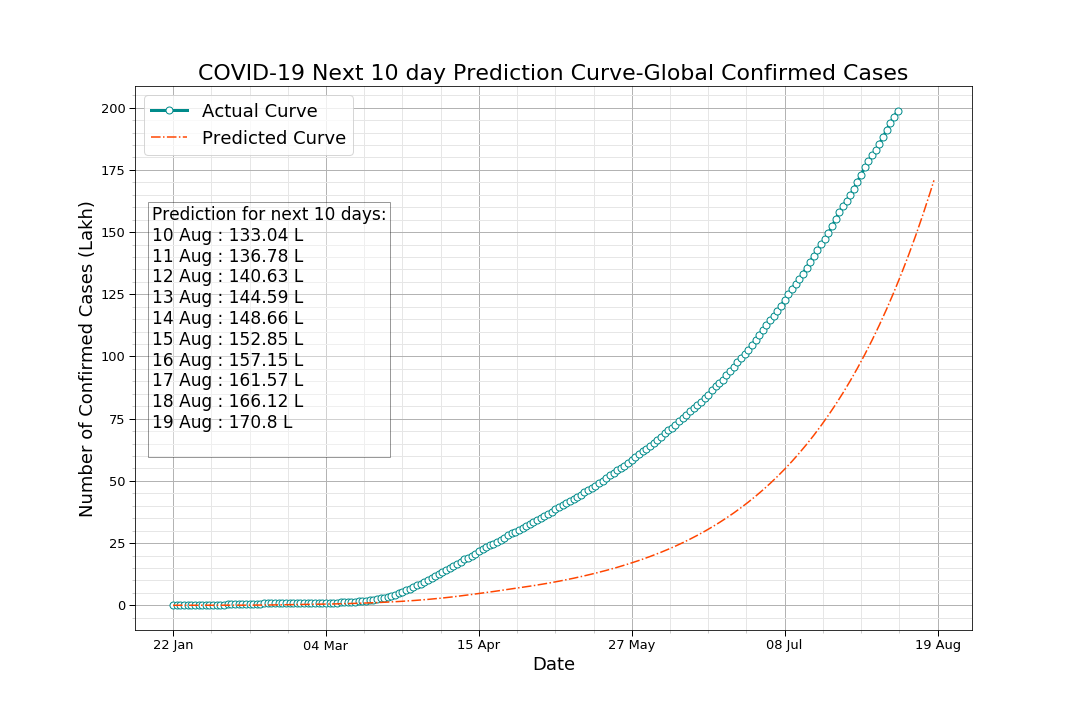 COVID-19 Next 10 day Prediction Curve-Global Confirmed Cases
Actual Curve
Predicted Curve
Prediction for next 10 days:
10 Aug : 133.04 L
11 Aug : 136.78 L
12 Aug : 140.63 L
13 Aug : 144.59 L
14 Aug : 148.66 L
15 Aug : 152.85 L
16 Aug : 157.15 L
17 Aug : 161.57 L
18 Aug : 166.12 L
19 Aug : 170.8 L
Number of Confirmed Cases (Lakh)
200
175
150
125
100
75
50
25
0
22 Jan
04 Mar
15 Apr
27 May
08 Jul
19 Aug
Date